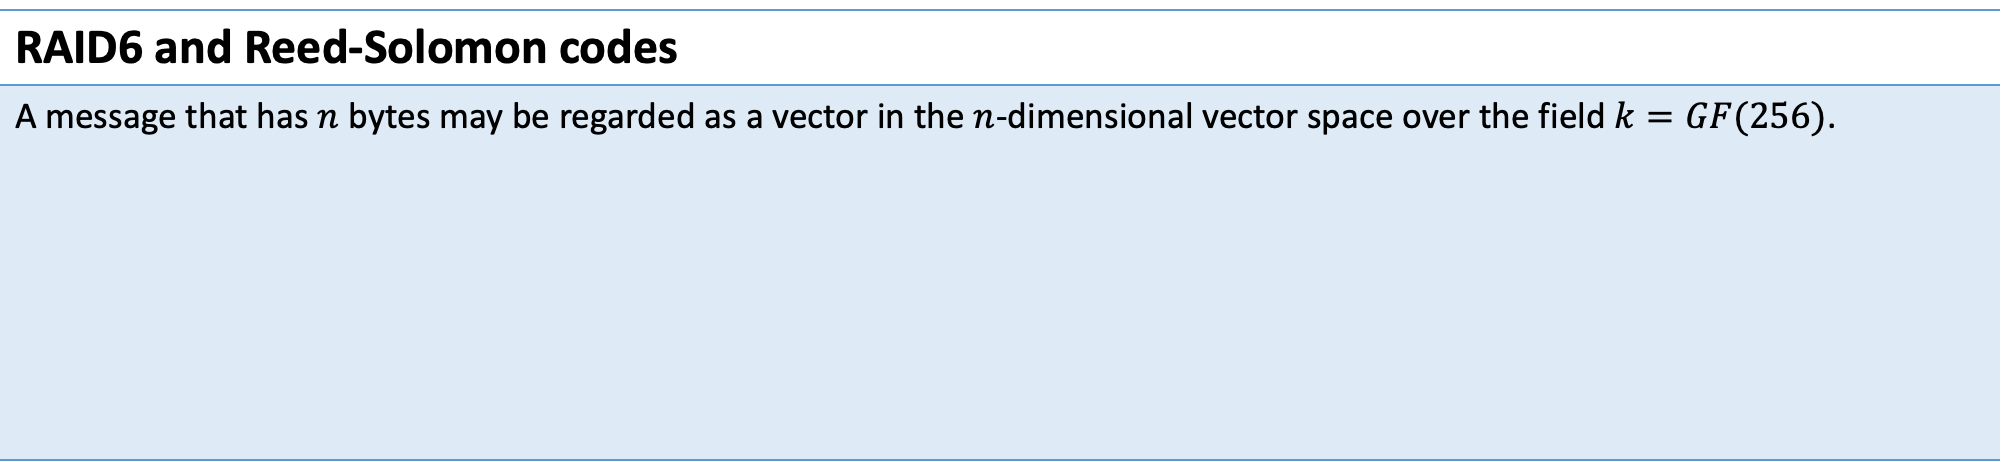 RAID6 and Reed-Solomon codes
A message that has n bytes may be regarded as a vector in the n-dimensional vector space over the field k = GF(256).